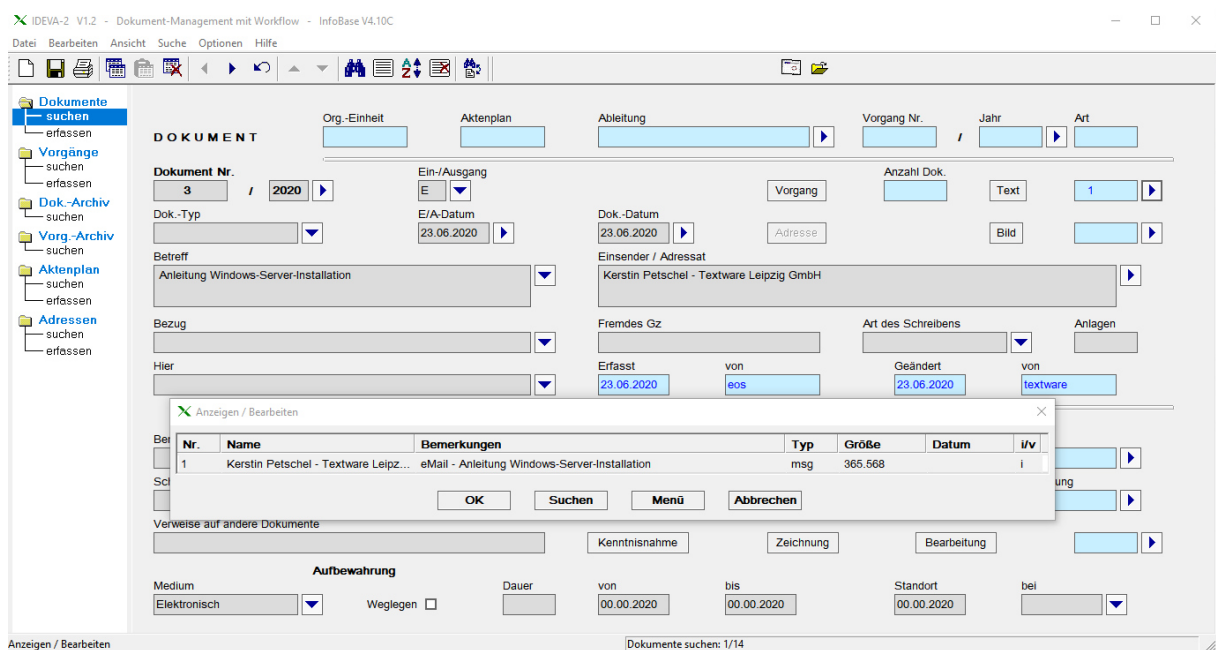 IDEVA-2 V1.2 - Dokument-Management mit Workflow - InfoBase V4.10C
Datei Bearbeiten Ansicht Suche Optionen Hilfe
Dokumente
suchen
erfassen
Vorgänge
suchen
erfassen
Dok.-Archiv
suchen
Vorg.-Archiv
suchen
Aktenplan
suchen
erfassen
Adressen
suchen
erfassen
Org.-Einheit Aktenplan Ableitung Vorgang Nr. Jahr Art
DOKUMENT /
Dokument Nr. Ein-/Ausgang Anzahl Dok.
3 / 2020 E Vorgang Text 1
Dok.-Typ E/A-Datum Dok.-Datum
23.06.2020 23.06.2020 Adresse Bild
Betreff Einsender / Adressat
Anleitung Windows-Server-Installation Kerstin Petschel - Textware Leipzig GmbH
Bezug Fremdes Gz Art des Schreibens Anlagen
Hier Erfasst von Geändert von
23.06.2020 eos 23.06.2020 textware
Anzeigen / Bearbeiten
Nr. Name Bemerkungen Typ Größe Datum i/v
1 Kerstin Petschel - Textware Leipz... eMail - Anleitung Windows-Server-Installation msg 365.568 i
OK Suchen Menü Abbrechen
Verweise auf andere Dokumente
Kenntnisnahme Zeichnung Bearbeitung
Aufbewahrung
Medium Dauer von bis Standort bei
Elektronisch Weglegen 00.00.2020 00.00.2020 00.00.2020
Anzeigen / Bearbeiten Dokumente suchen: 1/14